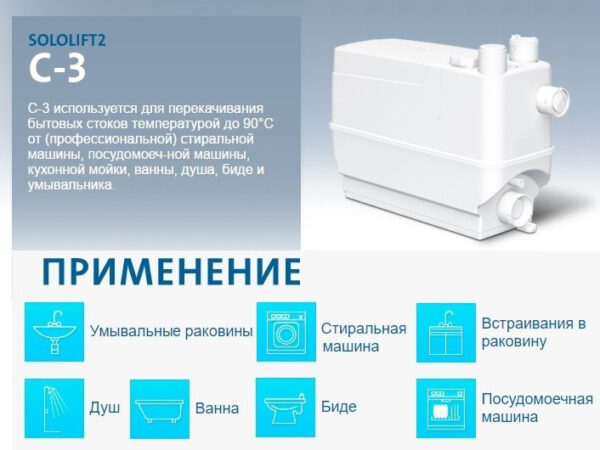 SOLOLIFT2
C-3
С-3 используется для перекачивания
бытовых стоков температурой до 90°С
от (профессиональной) стиральной
машины, посудомоеч-ной машины,
кухонной мойки, ванны, душа, биде и
умывальника.
ПРИМЕНЕНИЕ
Умывальные раковины
Стиральная
машина
Встраивания в
раковину
Душ
Ванна
Биде
Посудомоечная
машина